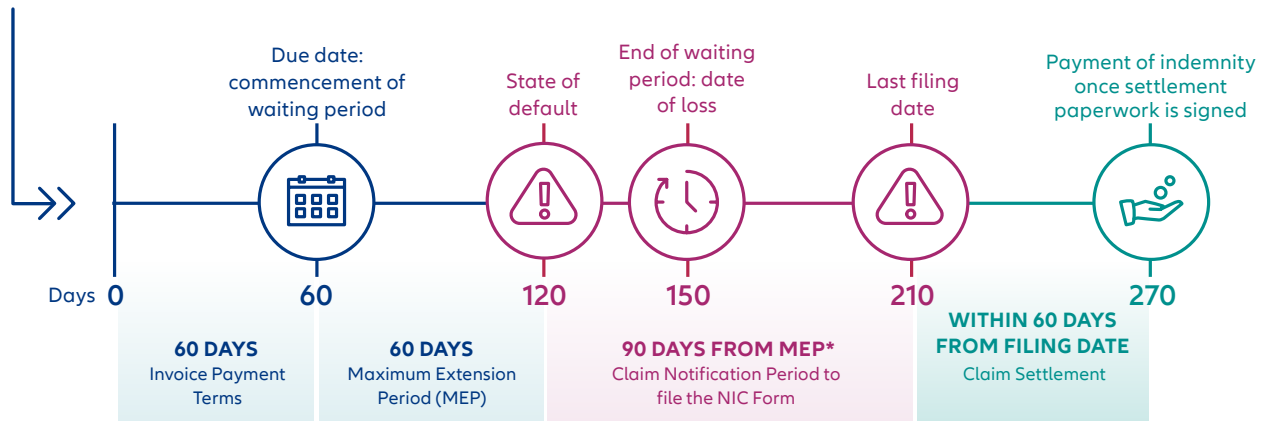 Due date:
commencement of
waiting period
State of
default
End of waiting
period: date
of loss
Last filing
date
Payment of indemnity
once settlement
paperwork is signed
Days 0
60
120
150
210
270
60 DAYS
Invoice Payment
Terms
60 DAYS
Maximum Extension
Period (MEP)
90 DAYS FROM MEP*
Claim Notification Period to
file the NIC Form
WITHIN 60 DAYS
FROM FILING DATE
Claim Settlement